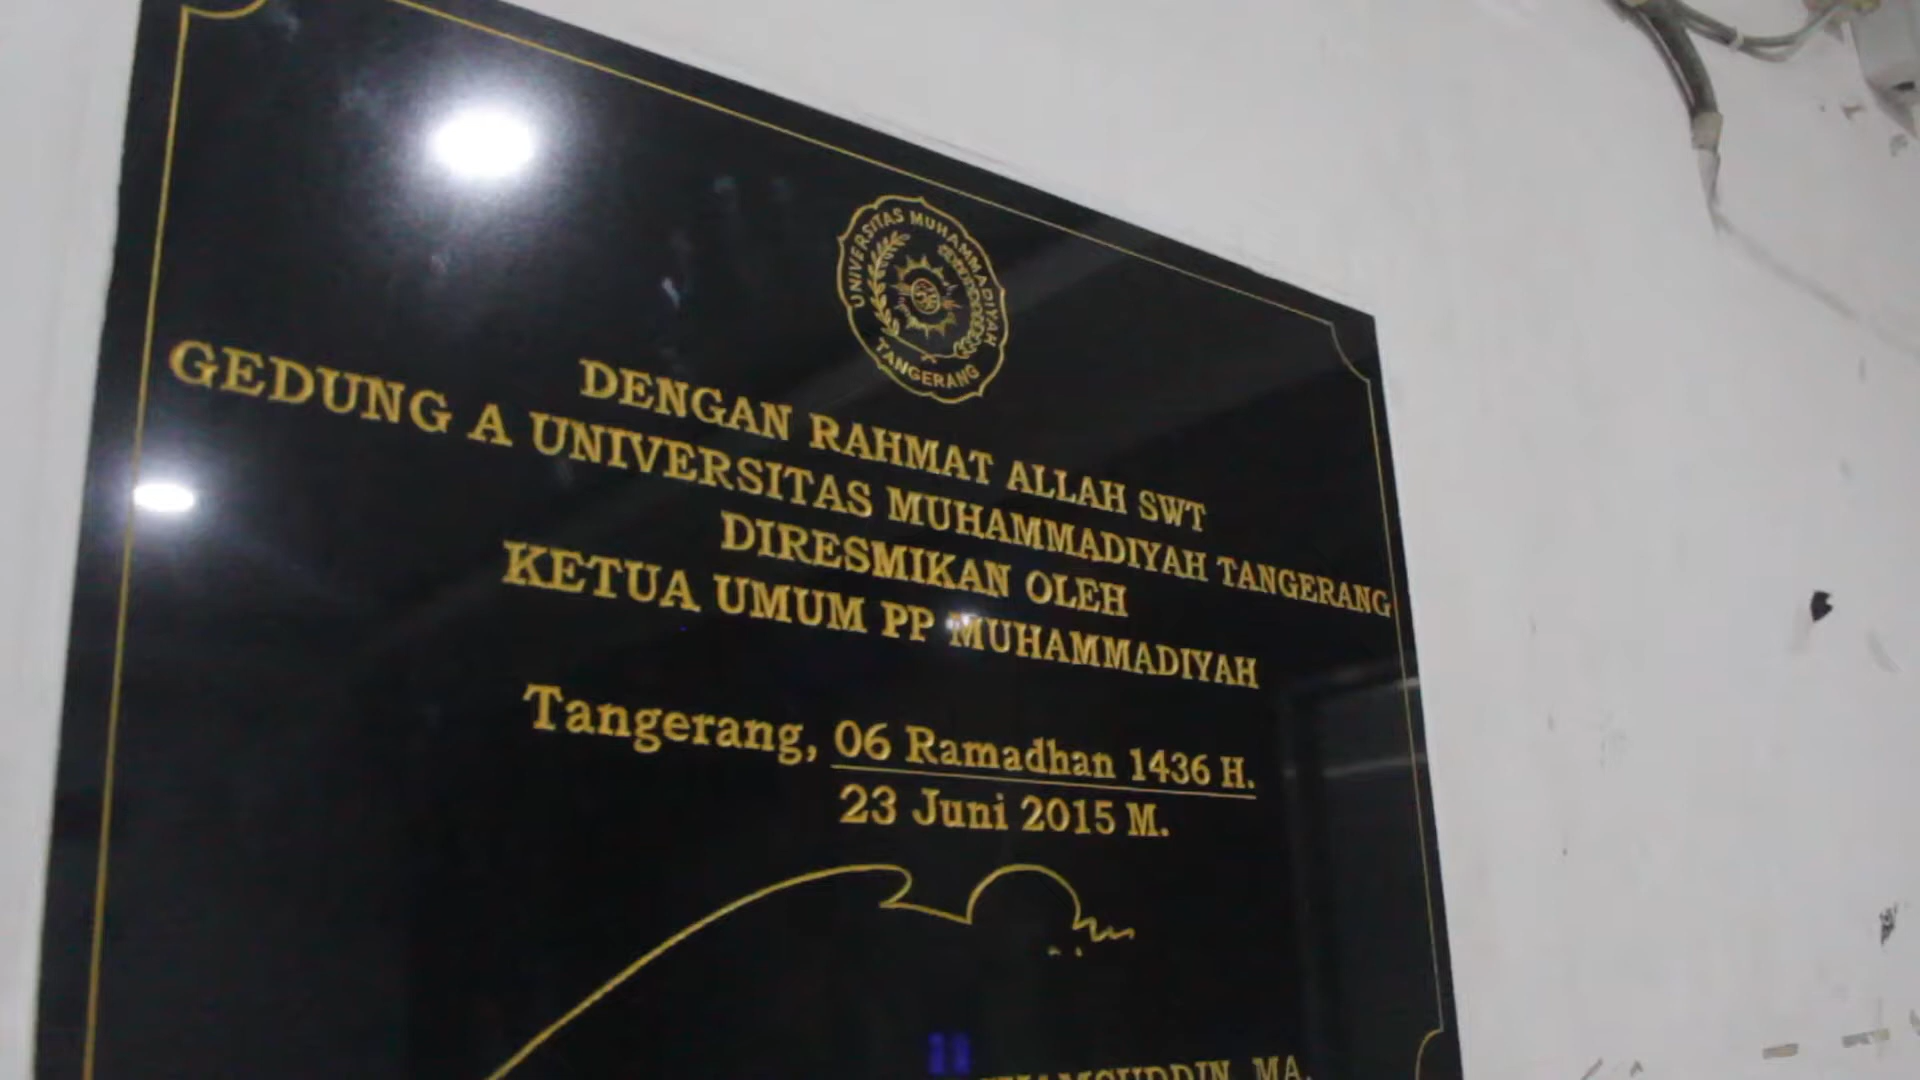 UNIVERSITAS MUHAMMADIYAH
TANGERANG
DENGAN RAHMAT ALLAH SWT
GEDUNG A UNIVERSITAS MUHAMMADIYAH TANGERANG
DIRESMIKAN OLEH
KETUA UMUM PP MUHAMMADIYAH
Tangerang, 06 Ramadhan 1436 H.
23 Juni 2015 M.
MA.